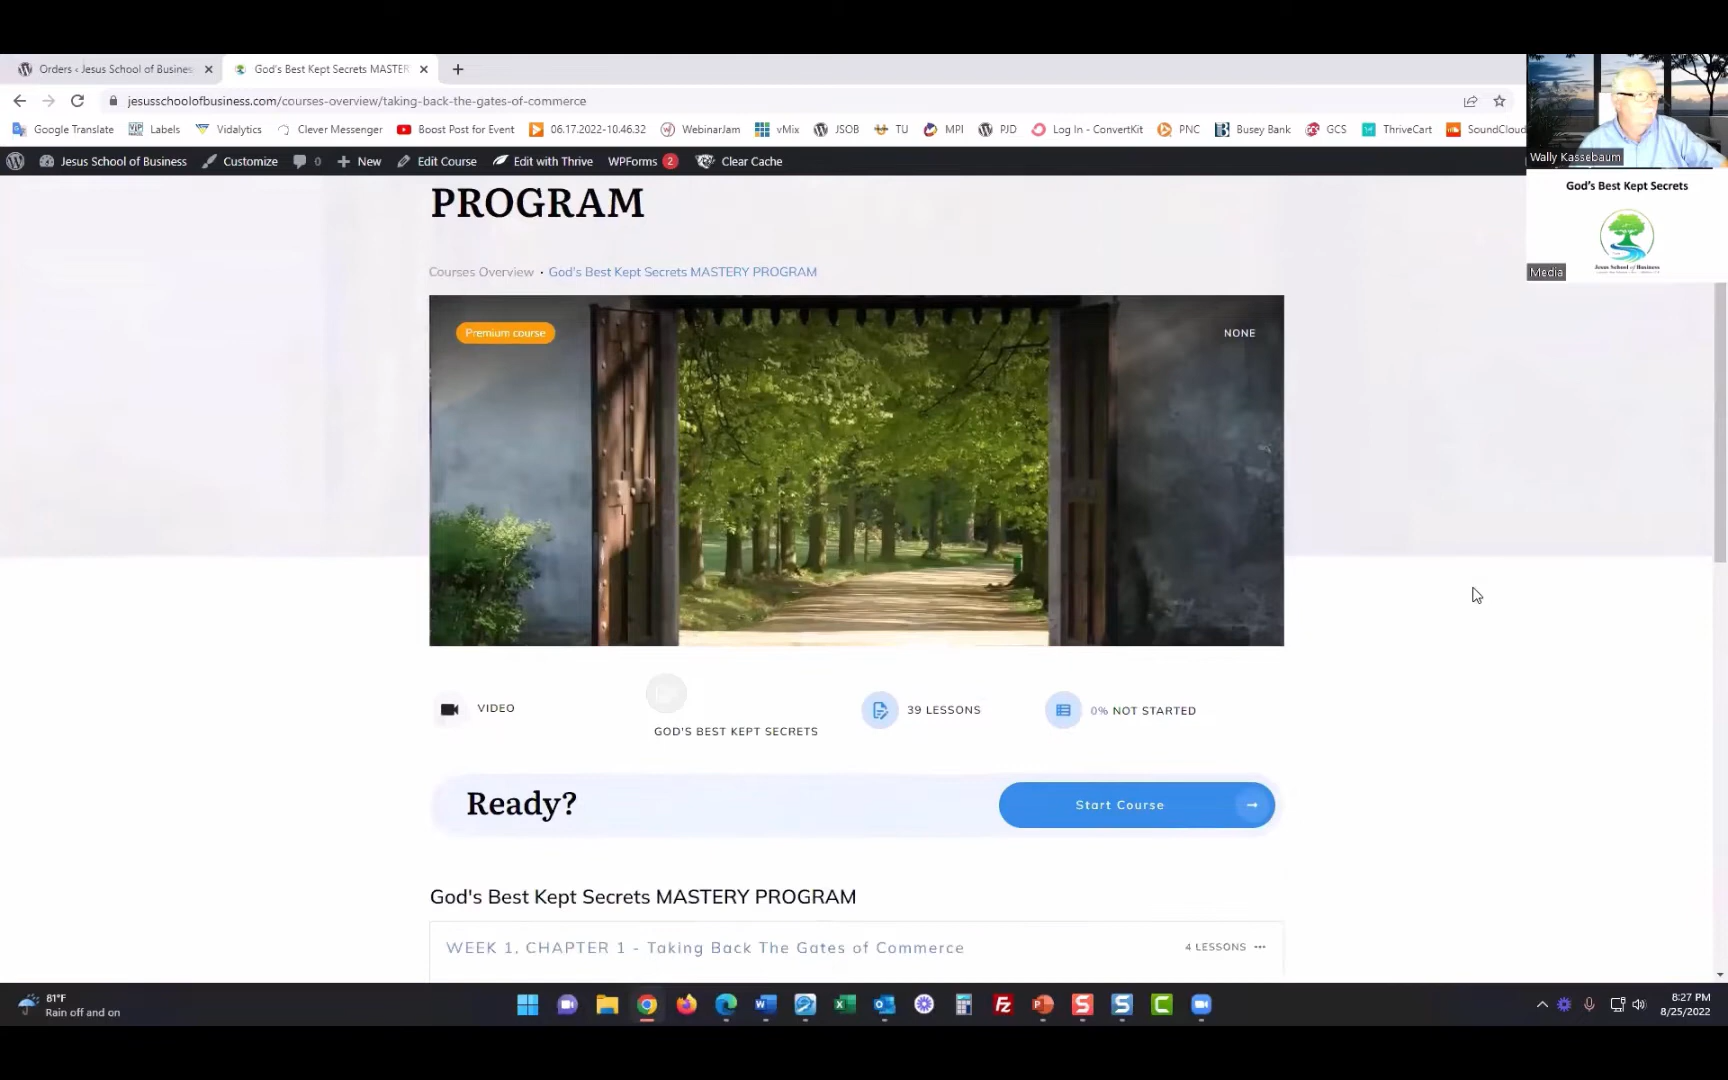 Orders ‹ Jesus School of Busines
God's Best Kept Secrets MASTER
jesusschoolofbusiness.com/courses-overview/taking-back-the-gates-of-commerce
Google Translate
Labels
Vidalytics
Clever Messenger
Boost Post for Event
06.17.2022-10.46.32
WebinarJam
vMix
JSOB
TU
MPI
PJD
Log In - ConvertKit
PNC
Busey Bank
GCS
ThriveCart
SoundCloud
Jesus School of Business
Customize
0
New
Edit Course
Edit with Thrive
WPForms 2
Clear Cache
Wally Kassebaum
God's Best Kept Secrets
Jesus School of Business
Media
PROGRAM
Courses Overview · God's Best Kept Secrets MASTERY PROGRAM
Premium course
NONE
VIDEO
GOD'S BEST KEPT SECRETS
39 LESSONS
0% NOT STARTED
Ready?
Start Course
God's Best Kept Secrets MASTERY PROGRAM
WEEK 1, CHAPTER 1 - Taking Back The Gates of Commerce
4 LESSONS
81°F
Rain off and on
8:27 PM
8/25/2022